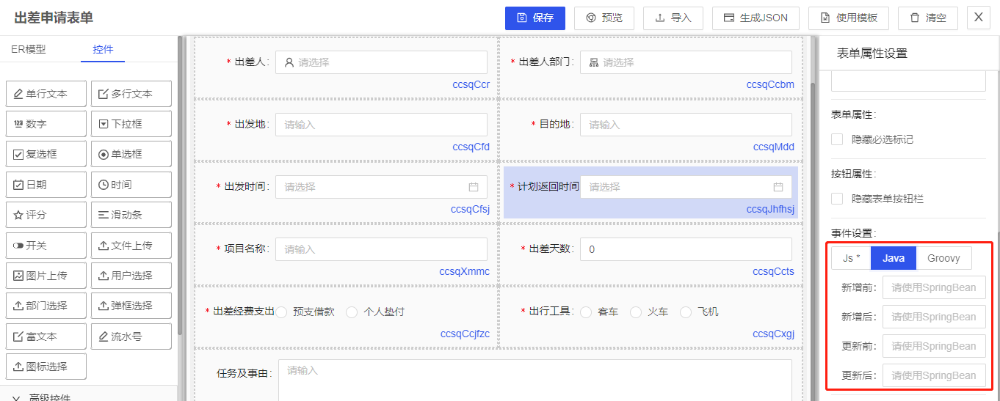 出差申请表单
保存 预览 导入 生成JSON 使用模板 清空 X
ER模型 控件
单行文本 多行文本
123 数字 下拉框
复选框 单选框
日期 时间
评分 滑动条
开关 文件上传
图片上传 用户选择
部门选择 弹框选择
富文本 流水号
图标选择
高级控件
* 出差人: 请选择
ccsqCcr
* 出差人部门: 请选择
ccsqCcbm
* 出发地: 请输入
ccsqCfd
* 目的地: 请输入
ccsqMdd
* 出发时间: 请选择
ccsqCfsj
* 计划返回时间 请选择
ccsqJhfhsj
* 项目名称: 请输入
ccsqXmmc
* 出差天数: 0
ccsqCcts
* 出差经费支出 预支借款 个人垫付
ccsqCcjfzc
* 出行工具: 客车 火车 飞机
ccsqCxgj
任务及事由: 请输入
表单属性设置
表单属性:
隐藏必选标记
按钮属性:
隐藏表单按钮栏
事件设置:
Js * Java Groovy
新增前: 请使用SpringBean
新增后: 请使用SpringBean
更新前: 请使用SpringBean
更新后: 请使用SpringBean